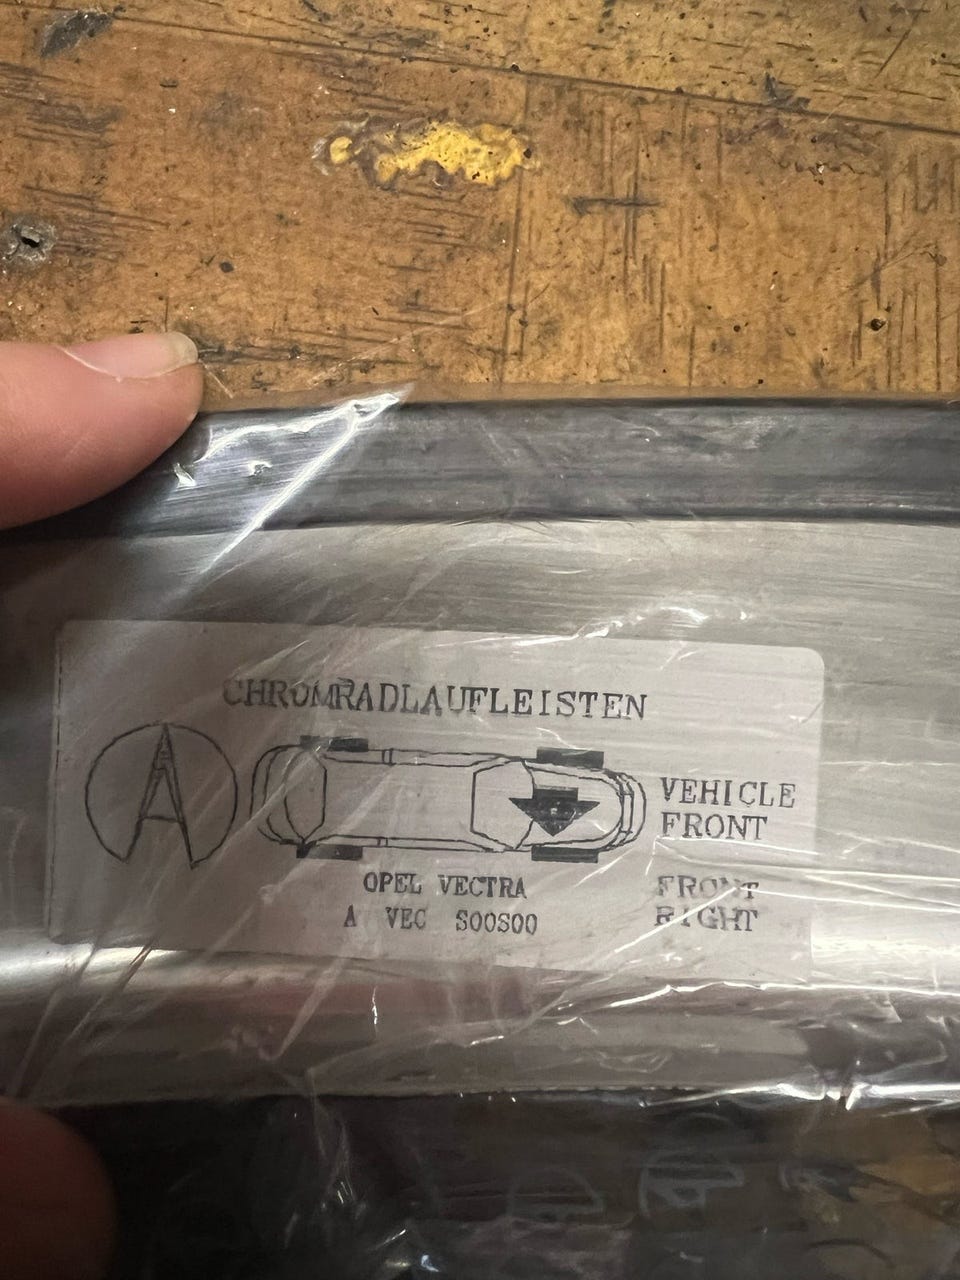 CHROMRADLAUFLEISTEN
A
VEHICLE
FRONT
OPEL VECTRA
A VEC S00S00
FRONT
RIGHT